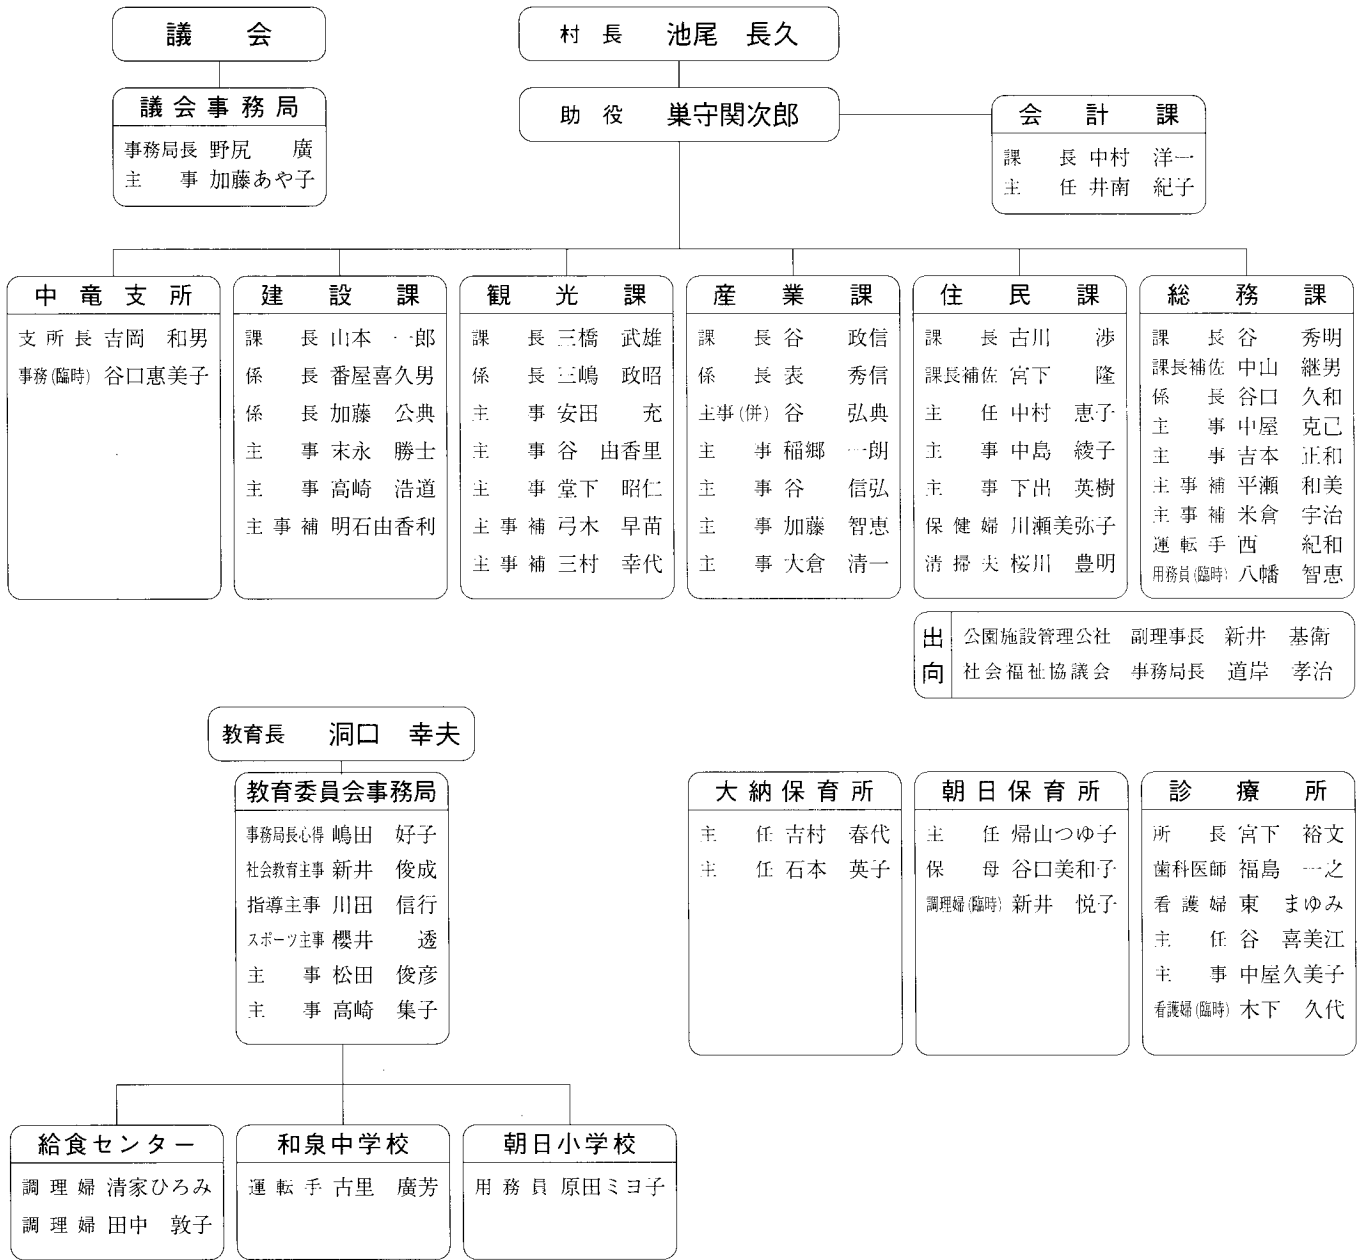 議会
村長 池尾 長久
議会事務局
事務局長 野尻 廣
主事 加藤あや子
助役 巣守関次郎
会計課
課長 中村 洋一
主任 井南 紀子
中竜支所
支所長 吉岡 和男
事務(臨時) 谷口恵美子
建設課
課長 山本 一郎
係長 番屋喜久男
係長 加藤 公典
主事 末永 勝士
主事 高崎 浩道
主事補 明石由香利
観光課
課長 三橋 武雄
係長 三嶋 政昭
主事 安田 充
主事 谷 由香里
主事 堂下 昭仁
主事補 弓木 早苗
主事補 三村 幸代
産業課
課長 谷 政信
係長 表 秀信
主事(併) 谷 弘典
主事 稲郷 一朗
主事 谷 信弘
主事 加藤 智恵
主事 大倉 清一
住民課
課長 古川 渉
課長補佐 宮下 隆
主任 中村 恵子
主事 中島 綾子
主事 下出 英樹
保健婦 川瀬美弥子
清掃夫 桜川 豊明
総務課
課長 谷 秀明
課長補佐 中山 継男
係長 谷口 久和
主事 中屋 克己
主事 吉本 正和
主事補 平瀬 和美
主事補 米倉 宇治
運転手 西 紀和
用務員(臨時) 八幡 智恵
出向
公園施設管理公社 副理事長 新井 基衛
社会福祉協議会 事務局長 道岸 孝治
教育長 洞口 幸夫
教育委員会事務局
事務局長心得 嶋田 好子
社会教育主事 新井 俊成
指導主事 川田 信行
スポーツ主事 櫻井 透
主事 松田 俊彦
主事 高崎 集子
大納保育所
主任 吉村 春代
主任 石本 英子
朝日保育所
主任 帰山つゆ子
保母 谷口美和子
調理婦(臨時) 新井 悦子
診療所
所長 宮下 裕文
歯科医師 福島 一之
看護婦 東 まゆみ
主任 谷 喜美江
主事 中屋久美子
看護婦(臨時) 木下 久代
給食センター
調理婦 清家ひろみ
調理婦 田中 敦子
和泉中学校
運転手 古里 廣芳
朝日小学校
用務員 原田ミヨ子